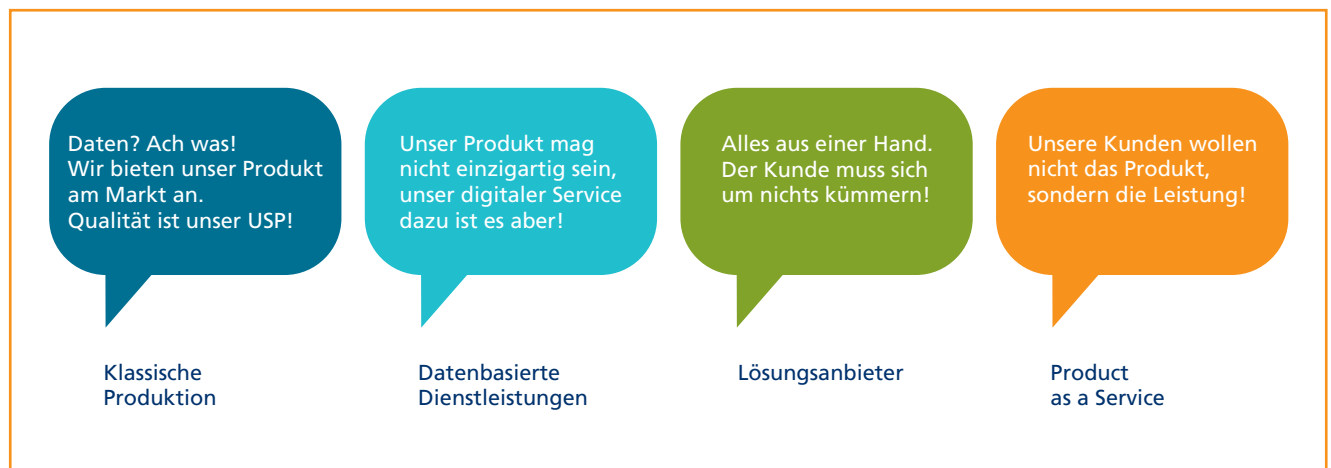 Daten? Ach was!
Wir bieten unser Produkt
am Markt an.
Qualität ist unser USP!
Unser Produkt mag
nicht einzigartig sein,
unser digitaler Service
dazu ist es aber!
Alles aus einer Hand.
Der Kunde muss sich
um nichts kümmern!
Unsere Kunden wollen
nicht das Produkt,
sondern die Leistung!
Klassische
Produktion
Datenbasierte
Dienstleistungen
Lösungsanbieter
Product
as a Service